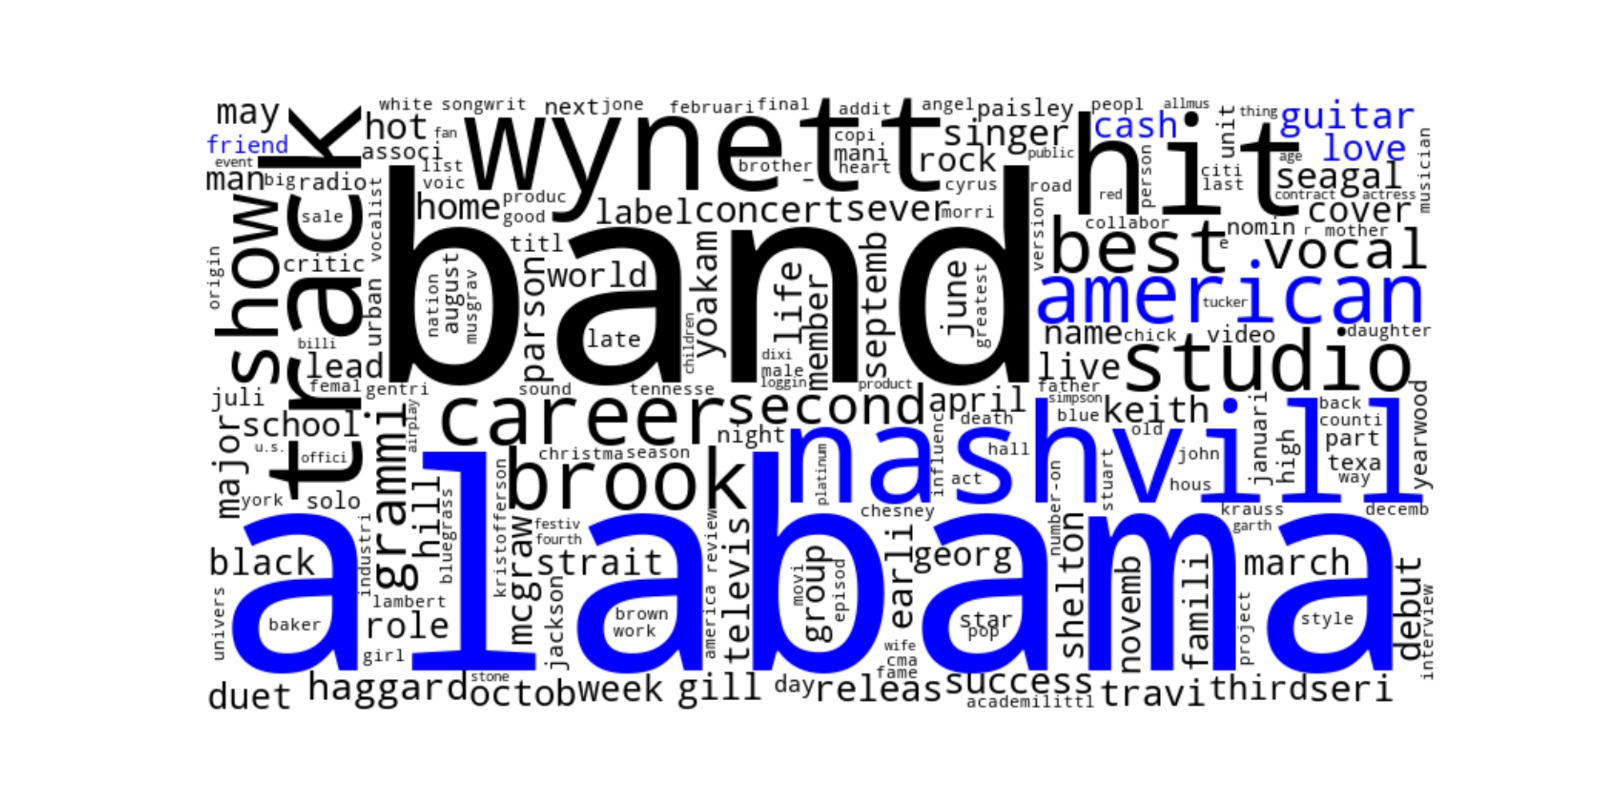 white songwrit next jone februari final addit angel paisley peopl allmus thing
may hot fan wynett copi singer hit cash unit guitar
friend associ mani rock public love
event list brother heart person age musician
man big radio voic - cyrus road red citi seagal
track home produc label concert sever morri last contract actress
show sale vocalist good collabor cover
band titl version best nomin r mother
critic world e vocal
origin urban nation august musgrav parson yoakam life member septemb june greatest american tucker
billi late children name chick video daughter
lead dixi live studio
femal gentri sound tennesse male loggin product father
juli career second april simpson keith back
school airplay night influenc death blue old januari counti yearwood
major u.s. offici grammi christma season nashvill hall john high part texa
york solo hill brook platinum act number-on stuart hous way
bluegrass kristofferson chesney krauss decemb
alabama festiv fourth review garth
black industri mcgraw strait televis group earli georg shelton novemb famili march debut
univers lambert jackson movi episod
baker role brown work america star pop project style interview
girl wife cma
stone fame
duet haggard octob week gill day releas success travi third seri
academi littl